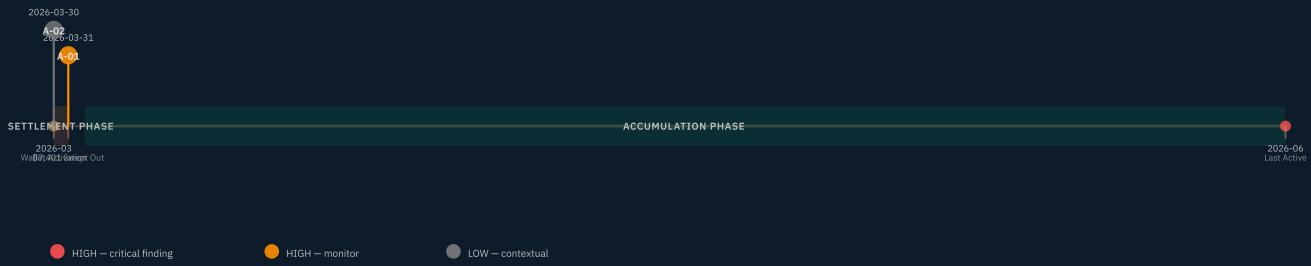 2026-03-30
A-02
2026-03-31
A-01
SETTLEMENT PHASE
ACCUMULATION PHASE
2026-03
Out
2026-06
Last Active
HIGH — critical finding
HIGH — monitor
LOW — contextual